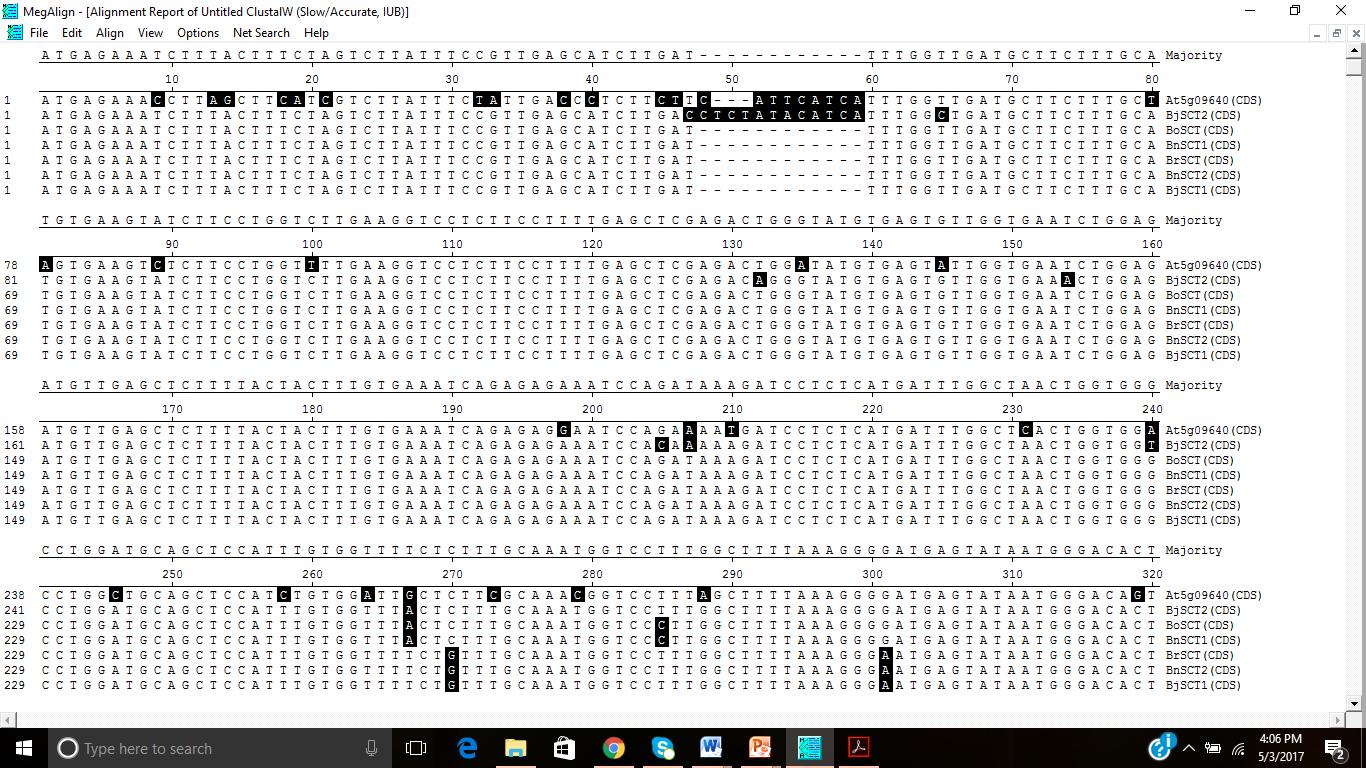 MegAlign - [Alignment Report of Untitled ClustalW (Slow/Accurate, IUB)]
File Edit Align View Options Net Search Help
ATGAGAAATCTTTACTTTCTAGTCTTATTTCCGTTGAGCATCTTGAT------------TTTGGTTGATGCTTCTTTGCA Majority
10 20 30 40 50 60 70 80
1 ATGAGAAACCTTAGCTTCATCGTCTTATTTCTATTGACCCTCTTCTTC---ATTCATCATTTGGTTGATGCTTCTTTGCT At5g09640(CDS)
1 ATGAGAAATCTTTACTTTCTAGTCTTATTTCCGTTGAGCATCTTGACCTCTATACATCATTTGGCTGATGCTTCTTTGCA BjSCT2(CDS)
1 ATGAGAAATCTTTACTTTCTAGTCTTATTTCCGTTGAGCATCTTGAT------------TTTGGTTGATGCTTCTTTGCA BoSCT(CDS)
1 ATGAGAAATCTTTACTTTCTAGTCTTATTTCCGTTGAGCATCTTGAT------------TTTGGTTGATGCTTCTTTGCA BnSCT1(CDS)
1 ATGAGAAATCTTTACTTTCTAGTCTTATTTCCGTTGAGCATCTTGAT------------TTTGGTTGATGCTTCTTTGCA BrSCT(CDS)
1 ATGAGAAATCTTTACTTTCTAGTCTTATTTCCGTTGAGCATCTTGAT------------TTTGGTTGATGCTTCTTTGCA BnSCT2(CDS)
1 ATGAGAAATCTTTACTTTCTAGTCTTATTTCCGTTGAGCATCTTGAT------------TTTGGTTGATGCTTCTTTGCA BjSCT1(CDS)
TGTGAAGTATCTTCCTGGTCTTGAAGGTCCTCTTCCTTTTGAGCTCGAGACTGGGTATGTGAGTGTTGGTGAATCTGGAG Majority
90 100 110 120 130 140 150 160
78 AGTGAAGTCTCTTCCTGGTTTTGAAGGTCCTCTTCCTTTTGAGCTCGAGACTGGATATGTGAGTATTGGTGAATCTGGAG At5g09640(CDS)
81 TGTGAAGTATCTTCCTGGTCTTGAAGGTCCTCTTCCTTTTGAGCTCGAGACAGGGTATGTGAGTGTTGGTGAAACTGGAG BjSCT2(CDS)
69 TGTGAAGTATCTTCCTGGTCTTGAAGGTCCTCTTCCTTTTGAGCTCGAGACTGGGTATGTGAGTGTTGGTGAATCTGGAG BoSCT(CDS)
69 TGTGAAGTATCTTCCTGGTCTTGAAGGTCCTCTTCCTTTTGAGCTCGAGACTGGGTATGTGAGTGTTGGTGAATCTGGAG BnSCT1(CDS)
69 TGTGAAGTATCTTCCTGGTCTTGAAGGTCCTCTTCCTTTTGAGCTCGAGACTGGGTATGTGAGTGTTGGTGAATCTGGAG BrSCT(CDS)
69 TGTGAAGTATCTTCCTGGTCTTGAAGGTCCTCTTCCTTTTGAGCTCGAGACTGGGTATGTGAGTGTTGGTGAATCTGGAG BnSCT2(CDS)
69 TGTGAAGTATCTTCCTGGTCTTGAAGGTCCTCTTCCTTTTGAGCTCGAGACTGGGTATGTGAGTGTTGGTGAATCTGGAG BjSCT1(CDS)
ATGTTGAGCTCTTTTACTACTTTGTGAAATCAGAGAGAAATCCAGATAAAGATCCTCTCATGATTTGGCTAACTGGTGGG Majority
170 180 190 200 210 220 230 240
158 ATGTTGAGCTCTTTTACTACTTTGTGAAATCAGAGAGGAATCCAGAAAATGATCCTCTCATGATTTGGCTCACTGGTGGA At5g09640(CDS)
161 ATGTTGAGCTCTTTTACTACTTTGTGAAATCAGAGAGAAATCCACAAAAAGATCCTCTCATGATTTGGCTAACTGGTGGT BjSCT2(CDS)
149 ATGTTGAGCTCTTTTACTACTTTGTGAAATCAGAGAGAAATCCAGATAAAGATCCTCTCATGATTTGGCTAACTGGTGGG BoSCT(CDS)
149 ATGTTGAGCTCTTTTACTACTTTGTGAAATCAGAGAGAAATCCAGATAAAGATCCTCTCATGATTTGGCTAACTGGTGGG BnSCT1(CDS)
149 ATGTTGAGCTCTTTTACTACTTTGTGAAATCAGAGAGAAATCCAGATAAAGATCCTCTCATGATTTGGCTAACTGGTGGG BrSCT(CDS)
149 ATGTTGAGCTCTTTTACTACTTTGTGAAATCAGAGAGAAATCCAGATAAAGATCCTCTCATGATTTGGCTAACTGGTGGG BnSCT2(CDS)
149 ATGTTGAGCTCTTTTACTACTTTGTGAAATCAGAGAGAAATCCAGATAAAGATCCTCTCATGATTTGGCTAACTGGTGGG BjSCT1(CDS)
CCTGGATGCAGCTCCATTTGTGGTTTTCTCTTTGCAAATGGTCCTTTGGCTTTTAAAGGGGATGAGTATAATGGGACACT Majority
250 260 270 280 290 300 310 320
238 CCTGGCTGCAGCTCCATCTGTGGATTGCTCTTCGCAAACGGTCCTTTAGCTTTTAAAGGGGATGAGTATAATGGGACAGT At5g09640(CDS)
241 CCTGGATGCAGCTCCATTTGTGGTTTACTCTTTGCAAATGGTCCTTTGGCTTTTAAAGGGGATGAGTATAATGGGACACT BjSCT2(CDS)
229 CCTGGATGCAGCTCCATTTGTGGTTTACTCTTTGCAAATGGTCCCTTGGCTTTTAAAGGGGATGAGTATAATGGGACACT BoSCT(CDS)
229 CCTGGATGCAGCTCCATTTGTGGTTTACTCTTTGCAAATGGTCCCTTGGCTTTTAAAGGGGATGAGTATAATGGGACACT BnSCT1(CDS)
229 CCTGGATGCAGCTCCATTTGTGGTTTTCTGTTTGCAAATGGTCCTTTGGCTTTTAAAGGGAATGAGTATAATGGGACACT BrSCT(CDS)
229 CCTGGATGCAGCTCCATTTGTGGTTTTCTGTTTGCAAATGGTCCTTTGGCTTTTAAAGGGAATGAGTATAATGGGACACT BnSCT2(CDS)
229 CCTGGATGCAGCTCCATTTGTGGTTTTCTGTTTGCAAATGGTCCTTTGGCTTTTAAAGGGAATGAGTATAATGGGACACT BjSCT1(CDS)
Type here to search
4:06 PM
5/3/2017
2